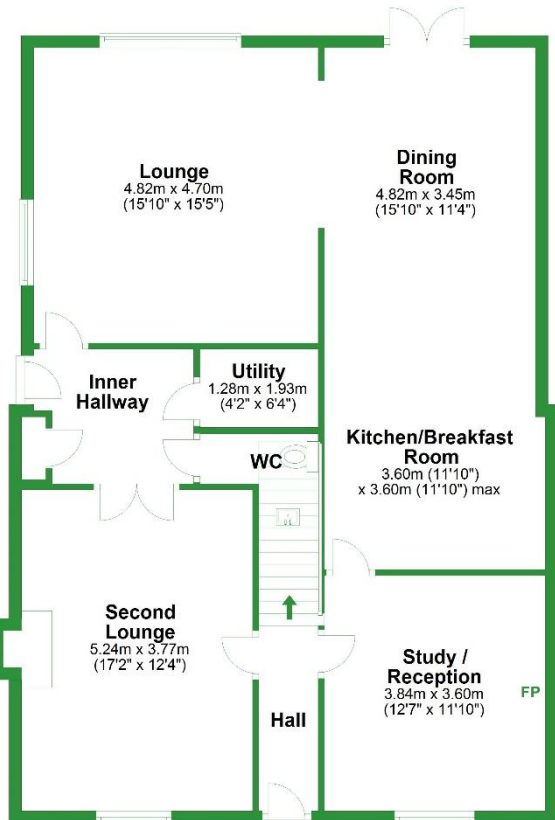 Lounge
4.82m x 4.70m
(15'10" x 15'5")
Dining
Room
4.82m x 3.45m
(15'10" x 11'4")
Inner
Hallway
Utility
1.28m x 1.93m
(4'2" x 6'4")
WC
Kitchen/Breakfast
Room
3.60m (11'10")
x 3.60m (11'10") max
Second
Lounge
5.24m x 3.77m
(17'2" x 12'4")
Hall
Study /
Reception
3.84m x 3.60m
(12'7" x 11'10")
FP